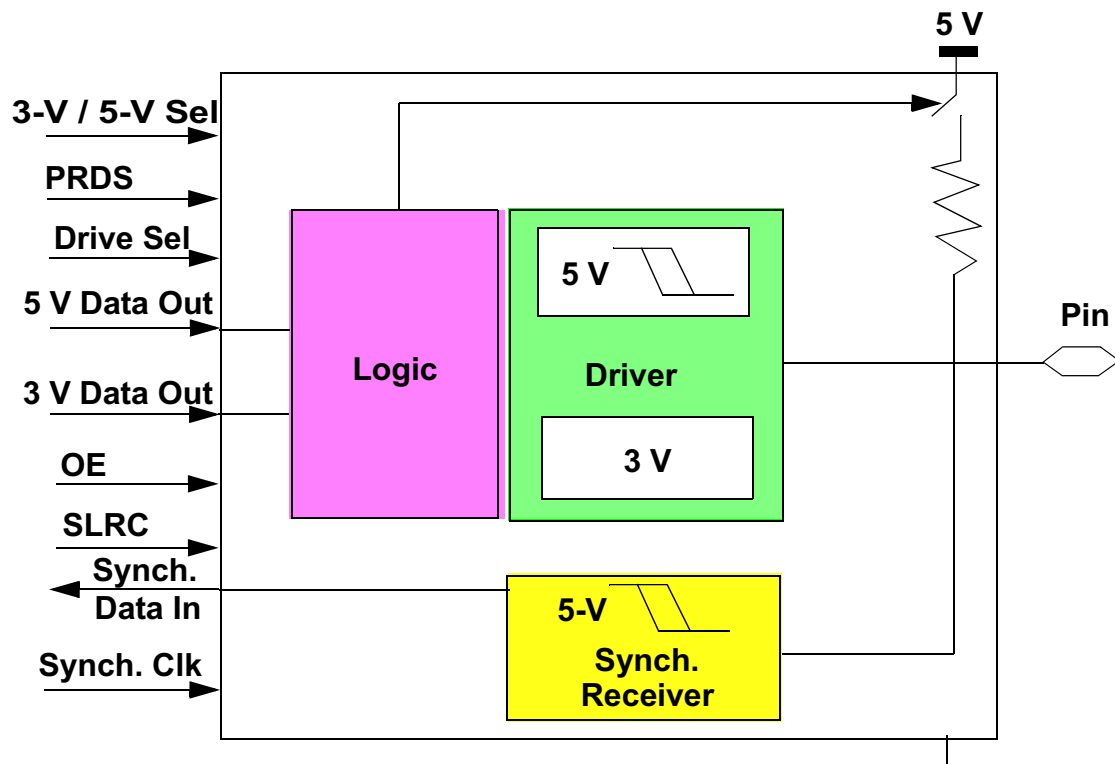 5 V
3-V / 5-V Sel
PRDS
Drive Sel
5 V Data Out
3 V Data Out
OE
SLRC
Synch.
Data In
Synch. Clk
Logic
5 V
Driver
3 V
5-V
Synch.
Receiver
Pin